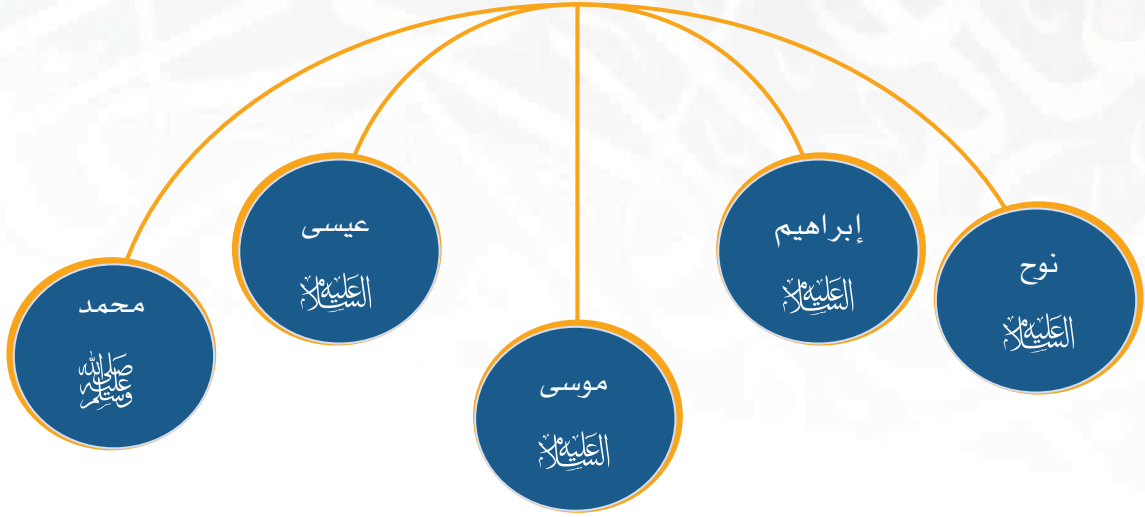 نوح
عليه السلام
إبراهيم
عليه السلام
موسى
عليه السلام
عيسى
عليه السلام
محمد
صلى الله عليه وسلم